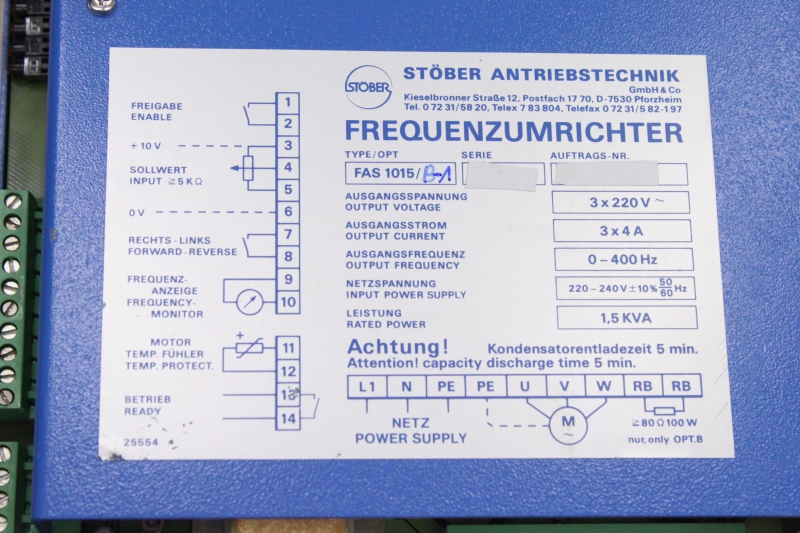 STÖBER
STÖBER ANTRIEBSTECHNIK
GmbH & Co
Kieselbronner Straße 12, Postfach 17 70, D-7530 Pforzheim
Tel. 0 72 31/58 20, Telex 7 83 804, Telefax 0 72 31/5 82-197
FREQUENZUMRICHTER
TYPE/OPT SERIE AUFTRAGS-NR.
FAS 1015/B-1
AUSGANGSSPANNUNG
OUTPUT VOLTAGE
3 x 220 V ~
AUSGANGSSTROM
OUTPUT CURRENT
3 x 4 A
AUSGANGSFREQUENZ
OUTPUT FREQUENCY
0 – 400 Hz
NETZSPANNUNG
INPUT POWER SUPPLY
220 – 240 V ± 10% 50/60 Hz
LEISTUNG
RATED POWER
1,5 KVA
Achtung! Kondensatorentladezeit 5 min.
Attention! capacity discharge time 5 min.
L1 N PE PE U V W RB RB
NETZ
POWER SUPPLY
M
~
≥ 80 Ω 100 W
nur, only OPT. B
FREIGABE
ENABLE
1
2
+ 10 V
3
SOLLWERT
INPUT ≥ 5 K Ω
4
5
0 V
6
RECHTS - LINKS
FORWARD - REVERSE
7
8
FREQUENZ-
ANZEIGE
FREQUENCY-
MONITOR
9
10
MOTOR
TEMP. FÜHLER
TEMP. PROTECT.
+
11
12
BETRIEB
READY
13
14
25554